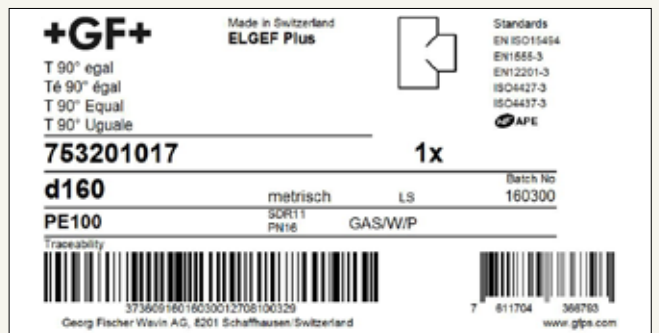 +GF+
Made in Switzerland
ELGEF Plus
T 90° egal
Té 90° égal
T 90° Equal
T 90° Uguale
Standards
EN ISO15494
EN1555-3
EN12201-3
ISO4427-3
ISO4437-3
NF APE
753201017 1x
d160 metrisch LS
Batch No
160300
PE100
SDR11
PN16
GAS/W/P
Traceability
37360916016030012708100329
7 611704 366793
Georg Fischer Wavin AG, 8201 Schaffhausen/Switzerland
www.gfps.com